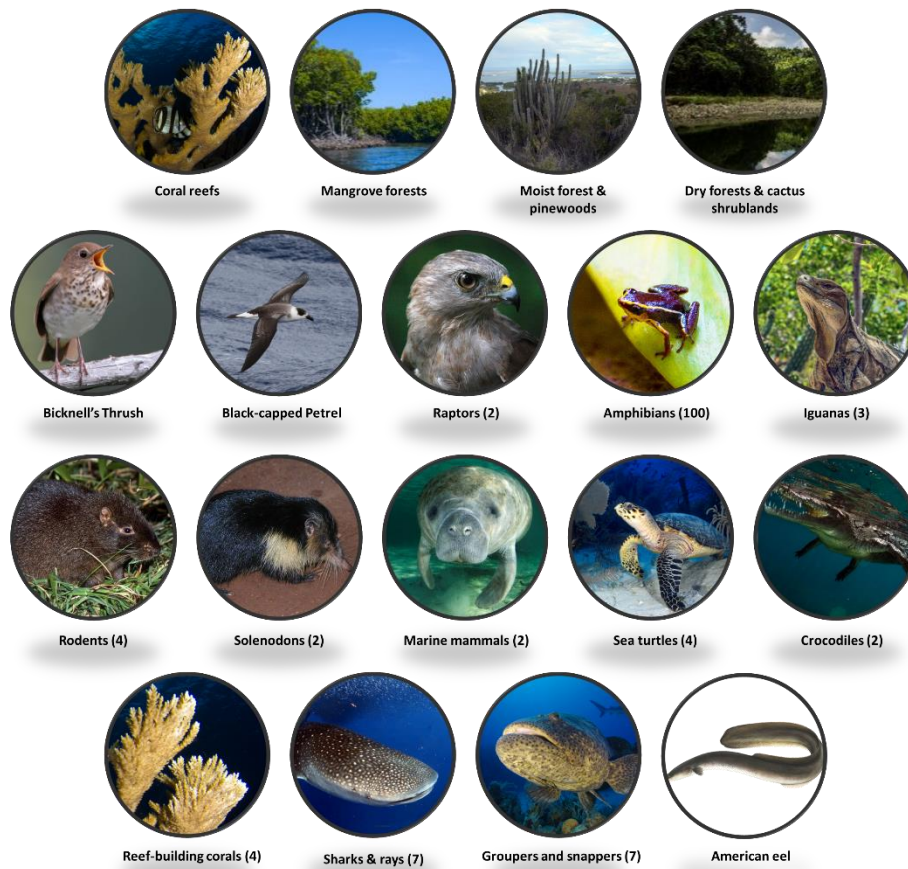 Coral reefs
Mangrove forests
Moist forest &
pinewoods
Dry forests & cactus
shrublands
Bicknell's Thrush
Black-capped Petrel
Raptors (2)
Amphibians (100)
Iguanas (3)
Rodents (4)
Solenodons (2)
Marine mammals (2)
Sea turtles (4)
Crocodiles (2)
Reef-building corals (4)
Sharks & rays (7)
Groupers and snappers (7)
American eel